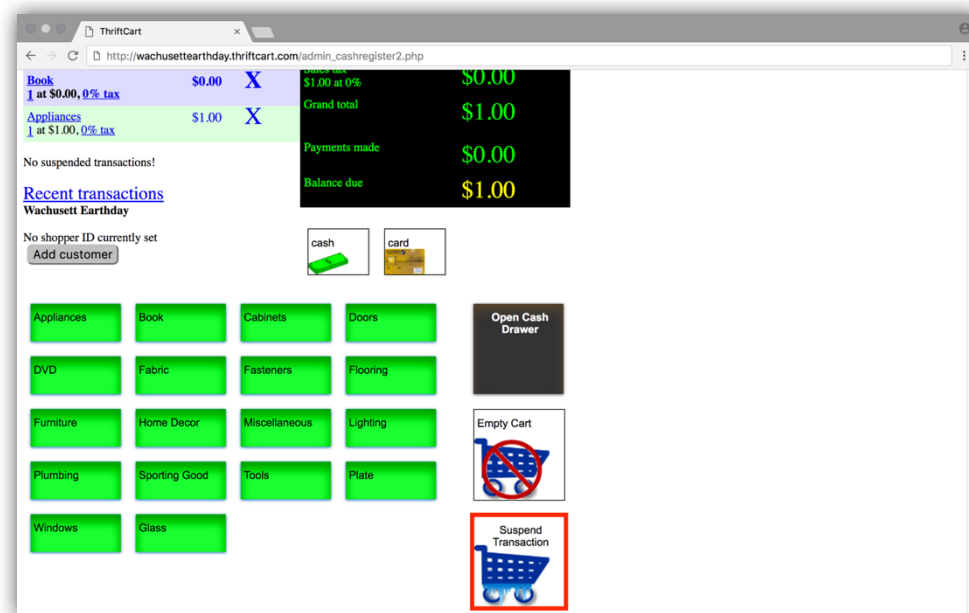 ThriftCart
http://wachusettearthday.thriftcart.com/admin_cashregister2.php
Book $0.00 X
1 at $0.00, 0% tax
Appliances $1.00 X
1 at $1.00, 0% tax
No suspended transactions!
Recent transactions
Wachusett Earthday
No shopper ID currently set
Add customer
Sales tax $0.00
$1.00 at 0%
Grand total $1.00
Payments made $0.00
Balance due $1.00
cash card
Appliances Book Cabinets Doors
DVD Fabric Fasteners Flooring
Furniture Home Decor Miscellaneous Lighting
Plumbing Sporting Good Tools Plate
Windows Glass
Open Cash
Drawer
Empty Cart
Suspend
Transaction